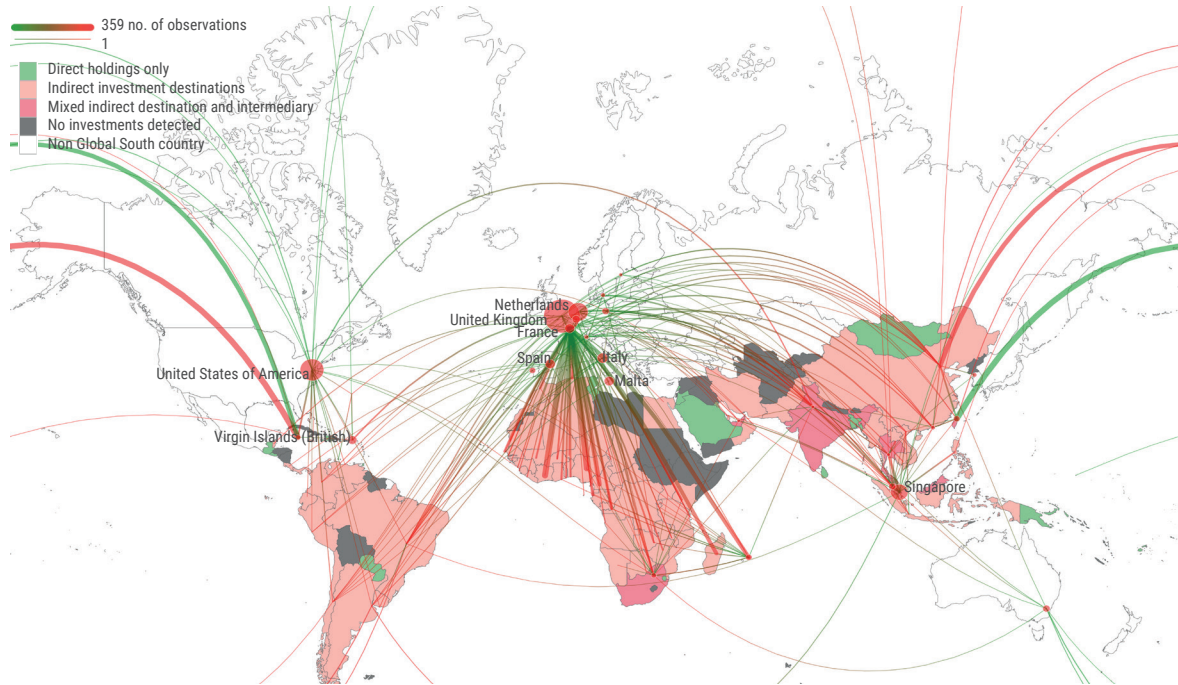 359 no. of observations
1
Direct holdings only
Indirect investment destinations
Mixed indirect destination and intermediary
No investments detected
Non Global South country
Netherlands
United Kingdom
France
Spain
Italy
Malta
United States of America
Virgin Islands (British)
Singapore